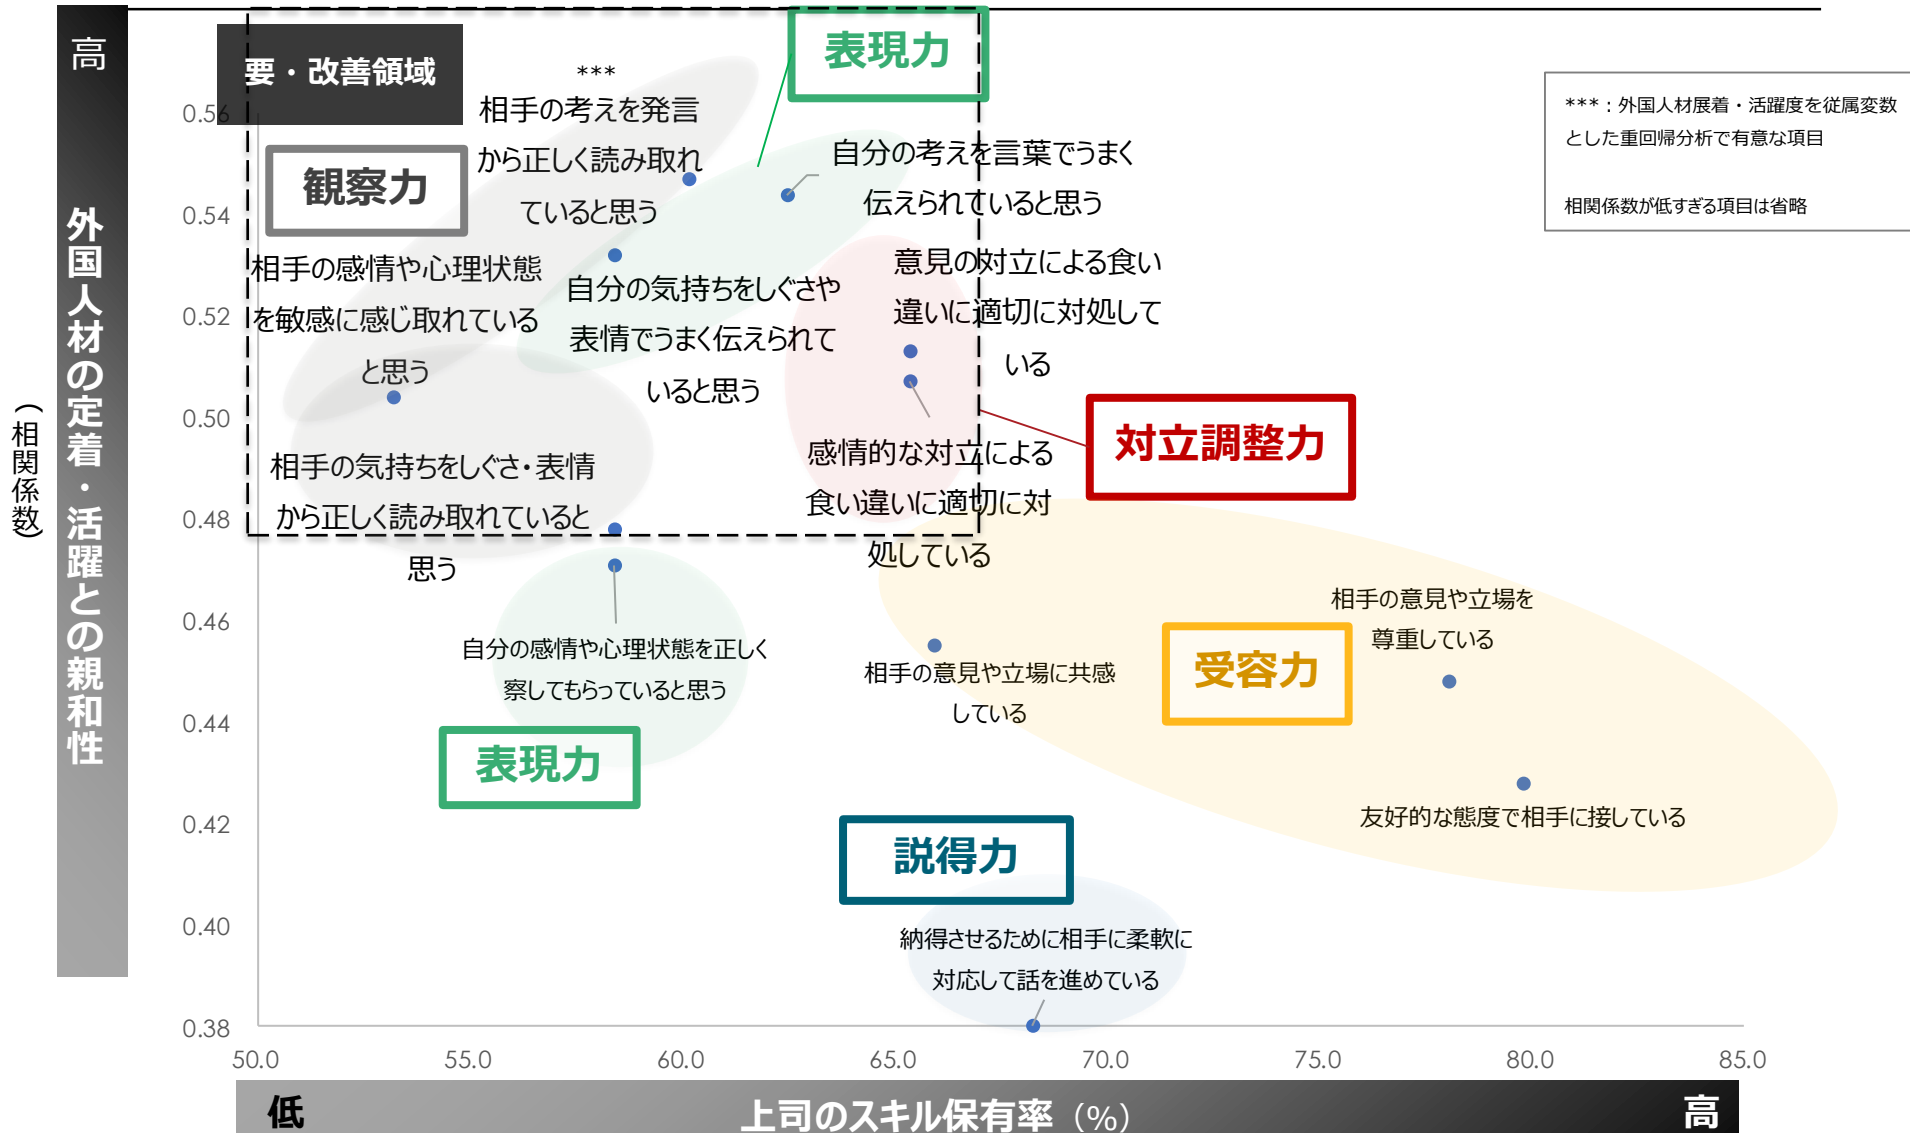 高
外国人材の定着・活躍との親和性
（相関係数）
要・改善領域
表現力
***
相手の考えを発言
から正しく読み取れ
ていると思う
観察力
自分の考えを言葉でうまく
伝えられていると思う
***：外国人材展着・活躍度を従属変数
とした重回帰分析で有意な項目
相関係数が低すぎる項目は省略
相手の感情や心理状態
を敏感に感じ取れている
と思う
自分の気持ちをしぐさや
表情でうまく伝えられて
いると思う
意見の対立による食い
違いに適切に対処して
いる
対立調整力
相手の気持ちをしぐさ・表情
から正しく読み取れていると
思う
感情的な対立による
食い違いに適切に対
処している
自分の感情や心理状態を正しく
察してもらっていると思う
表現力
相手の意見や立場に共感
している
受容力
相手の意見や立場を
尊重している
友好的な態度で相手に接している
説得力
納得させるために相手に柔軟に
対応して話を進めている
0.56
0.54
0.52
0.50
0.48
0.46
0.44
0.42
0.40
0.38
50.0 55.0 60.0 65.0 70.0 75.0 80.0 85.0
低 上司のスキル保有率（%） 高